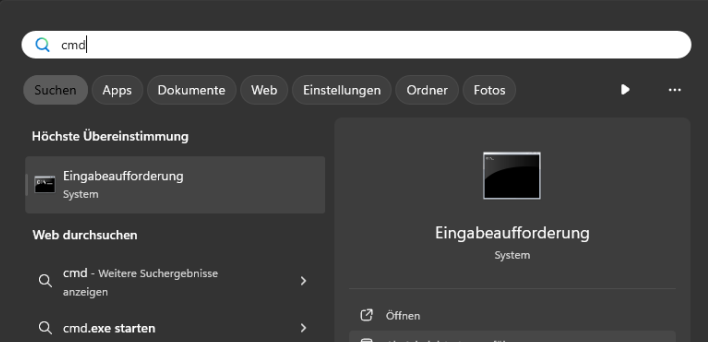 cmd
Suchen Apps Dokumente Web Einstellungen Ordner Fotos
Höchste Übereinstimmung
Eingabeaufforderung
System
Eingabeaufforderung
System
Web durchsuchen
cmd - Weitere Suchergebnisse
anzeigen
cmd.exe starten
Öffnen